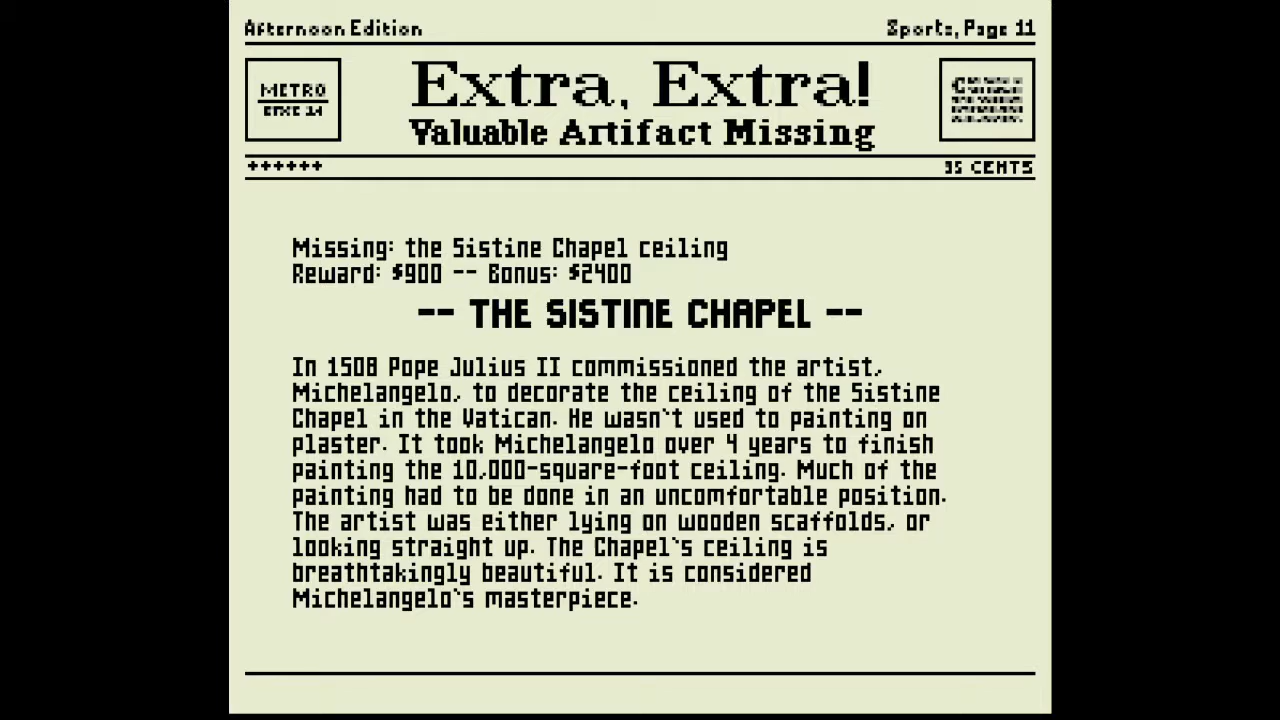 Afternoon Edition
Sports, Page 11
METRO
Extra, Extra!
Valuable Artifact Missing
++++++
35 CENTS
Missing: the Sistine Chapel ceiling
Reward: $900 -- Bonus: $2400
-- THE SISTINE CHAPEL --
In 1508 Pope Julius II commissioned the artist,
Michelangelo, to decorate the ceiling of the Sistine
Chapel in the Vatican. He wasn't used to painting on
plaster. It took Michelangelo over 4 years to finish
painting the 10,000-square-foot ceiling. Much of the
painting had to be done in an uncomfortable position.
The artist was either lying on wooden scaffolds, or
looking straight up. The Chapel's ceiling is
breathtakingly beautiful. It is considered
Michelangelo's masterpiece.